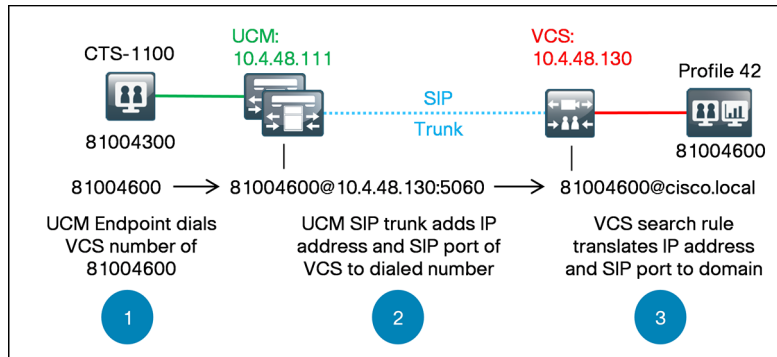 UCM:
10.4.48.111
VCS:
10.4.48.130
CTS-1100
Profile 42
SIP
Trunk
81004300
81004600
81004600
81004600@10.4.48.130:5060
81004600@cisco.local
UCM Endpoint dials
VCS number of
81004600
UCM SIP trunk adds IP
address and SIP port of
VCS to dialed number
VCS search rule
translates IP address
and SIP port to domain
1
2
3